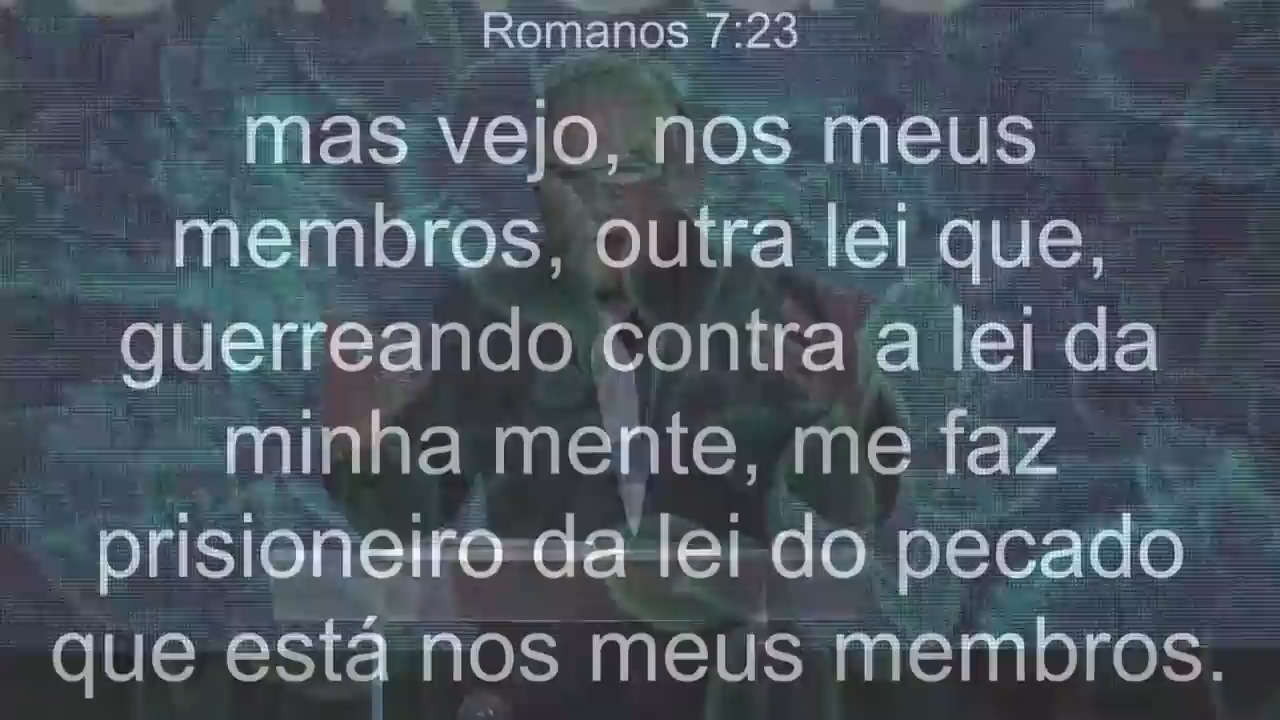 Romanos 7:23
mas vejo, nos meus
membros, outra lei que,
guerreando contra a lei da
minha mente, me faz
prisioneiro da lei do pecado
que está nos meus membros.